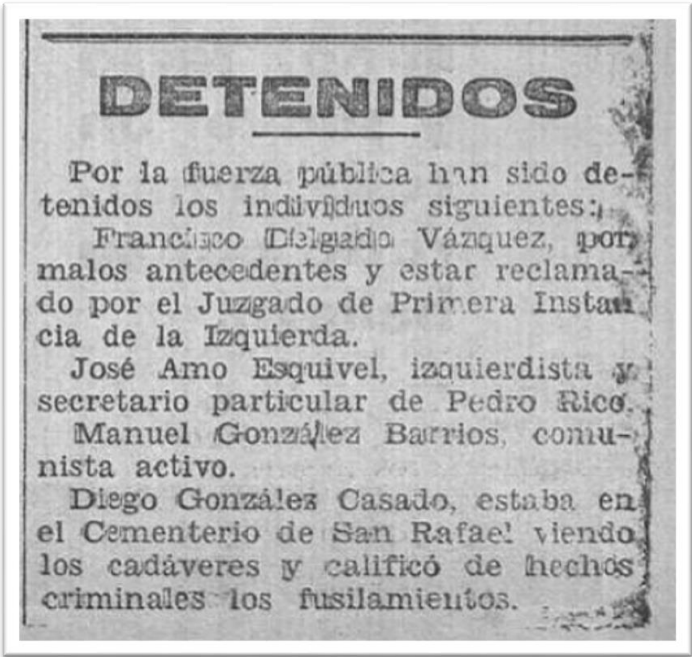 DETENIDOS
Por la fuerza pública han sido de-
tenidos los individuos siguientes:
Francisco Delgado Vázquez, por
malos antecedentes y estar reclama-
do por el Juzgado de Primera Instan
cia de la Izquierda.
José Amo Esquivel, izquierdista y
secretario particular de Pedro Rico.
Manuel González Barrios, comu-
nista activo.
Diego González Casado, estaba en
el Cementerio de San Rafael viendo
los cadáveres y calificó de hechos
criminales los fusilamientos.